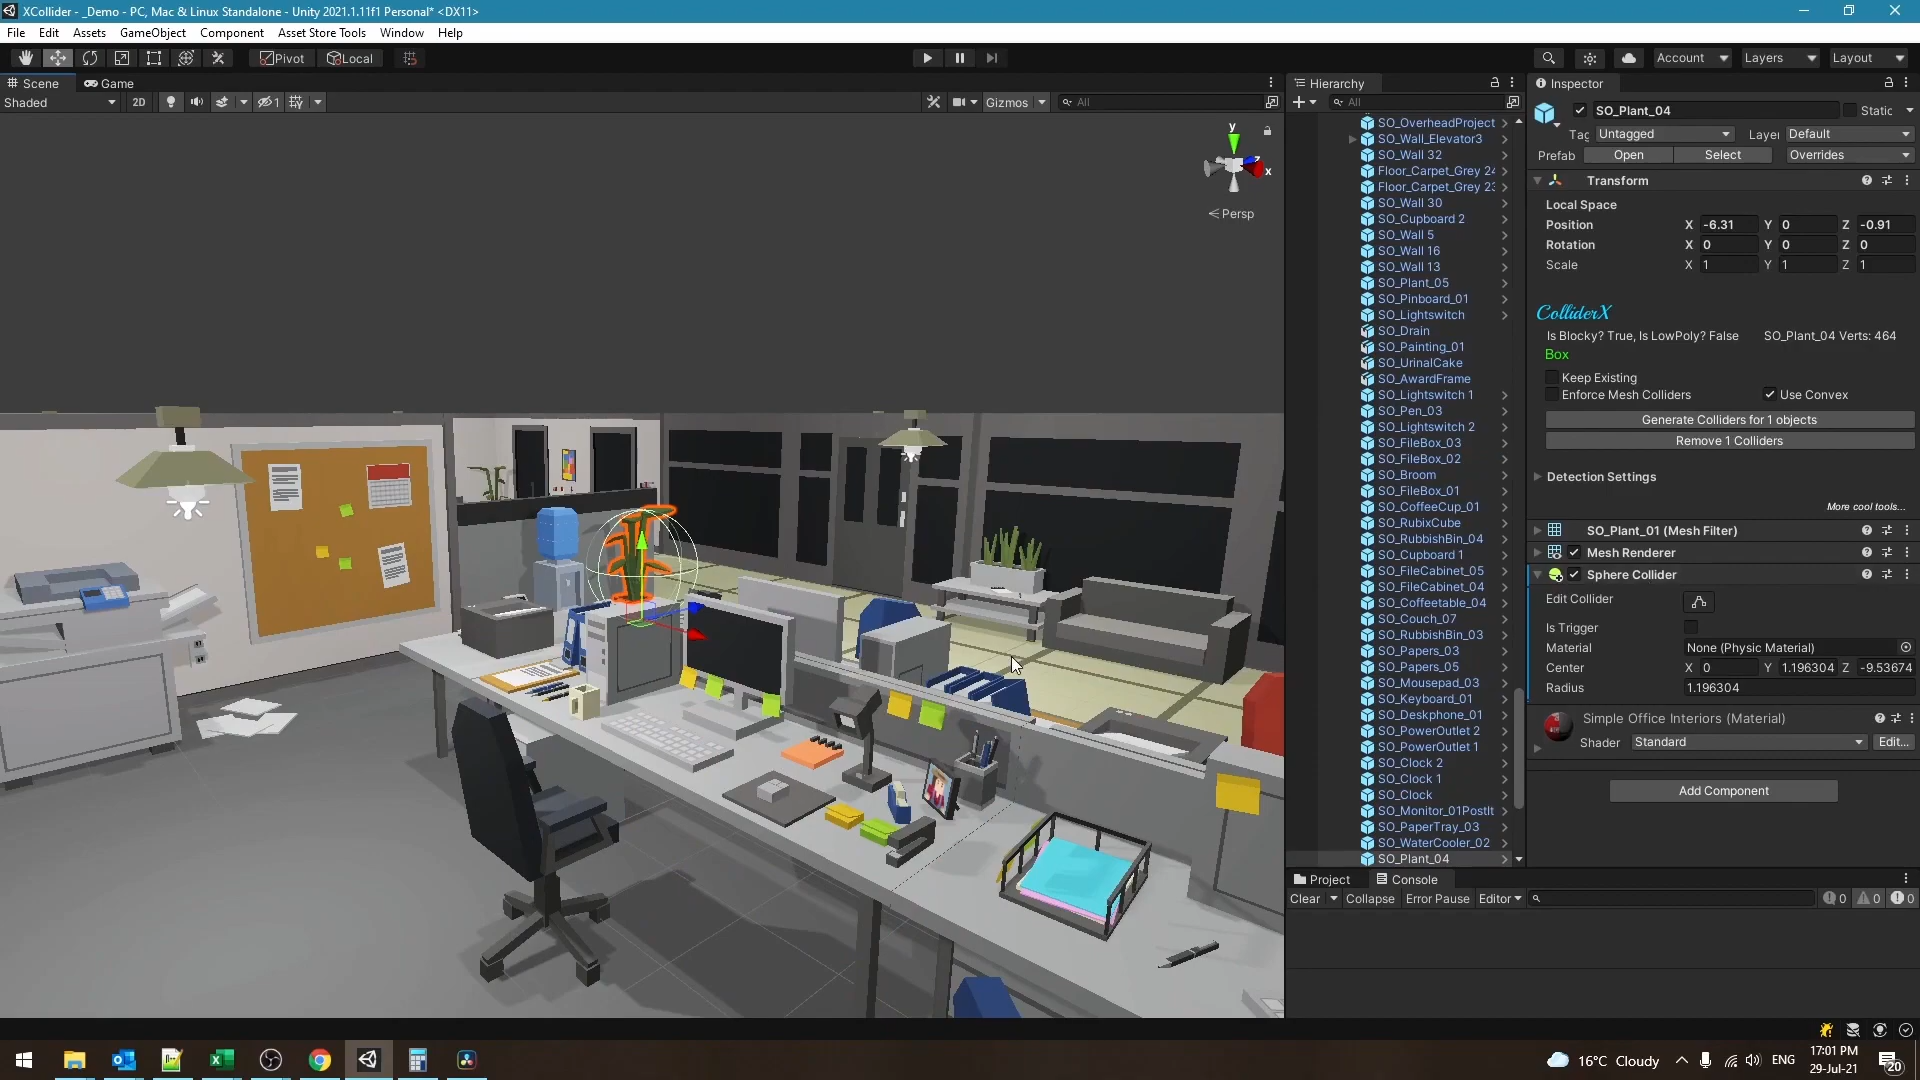 XCollider - _Demo - PC, Mac & Linux Standalone - Unity 2021.1.11f1 Personal* <DX11>
File Edit Assets GameObject Component Asset Store Tools Window Help
Pivot Local Account Layers Layout
Scene Game
Shaded 2D 1 Gizmos All
y
x
Persp
Hierarchy
All
SO_OverheadProject
SO_Wall_Elevator3
SO_Wall 32
Floor_Carpet_Grey 24
Floor_Carpet_Grey 23
SO_Wall 30
SO_Cupboard 2
SO_Wall 5
SO_Wall 16
SO_Wall 13
SO_Plant_05
SO_Pinboard_01
SO_Lightswitch
SO_Drain
SO_Painting_01
SO_UrinalCake
SO_AwardFrame
SO_Lightswitch 1
SO_Pen_03
SO_Lightswitch 2
SO_FileBox_03
SO_FileBox_02
SO_Broom
SO_FileBox_01
SO_CoffeeCup_01
SO_RubixCube
SO_RubbishBin_04
SO_Cupboard 1
SO_FileCabinet_05
SO_FileCabinet_04
SO_Coffeetable_04
SO_Couch_07
SO_RubbishBin_03
SO_Papers_03
SO_Papers_05
SO_Mousepad_03
SO_Keyboard_01
SO_Deskphone_01
SO_PowerOutlet 2
SO_PowerOutlet 1
SO_Clock 2
SO_Clock 1
SO_Clock
SO_Monitor_01PostIt
SO_PaperTray_03
SO_WaterCooler_02
SO_Plant_04
Inspector
SO_Plant_04 Static
Tag Untagged Layer Default
Prefab Open Select Overrides
Transform
Local Space
Position X -6.31 Y 0 Z -0.91
Rotation X 0 Y 0 Z 0
Scale X 1 Y 1 Z 1
ColliderX
Is Blocky? True, Is LowPoly? False SO_Plant_04 Verts: 464
Box
Keep Existing
Enforce Mesh Colliders Use Convex
Generate Colliders for 1 objects
Remove 1 Colliders
Detection Settings
More cool tools...
SO_Plant_01 (Mesh Filter)
Mesh Renderer
Sphere Collider
Edit Collider
Is Trigger
Material None (Physic Material)
Center X 0 Y 1.196304 Z -9.53674
Radius 1.196304
Simple Office Interiors (Material)
Shader Standard Edit...
Add Component
Project Console
Clear Collapse Error Pause Editor 0 0 0
16°C Cloudy ENG 17:01 PM
29-Jul-21 20